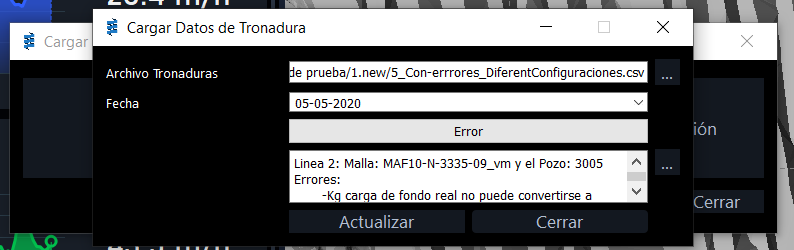 Cargar Datos de Tronadura
Cargar
Archivo Tronaduras
de prueba/1.new/5_Con-errrores_DiferentConfiguraciones.csv
...
Fecha
05-05-2020
Error
ión
Linea 2: Malla: MAF10-N-3335-09_vm y el Pozo: 3005
...
Errores:
-Kg carga de fondo real no puede convertirse a
Cerrar
Actualizar
Cerrar